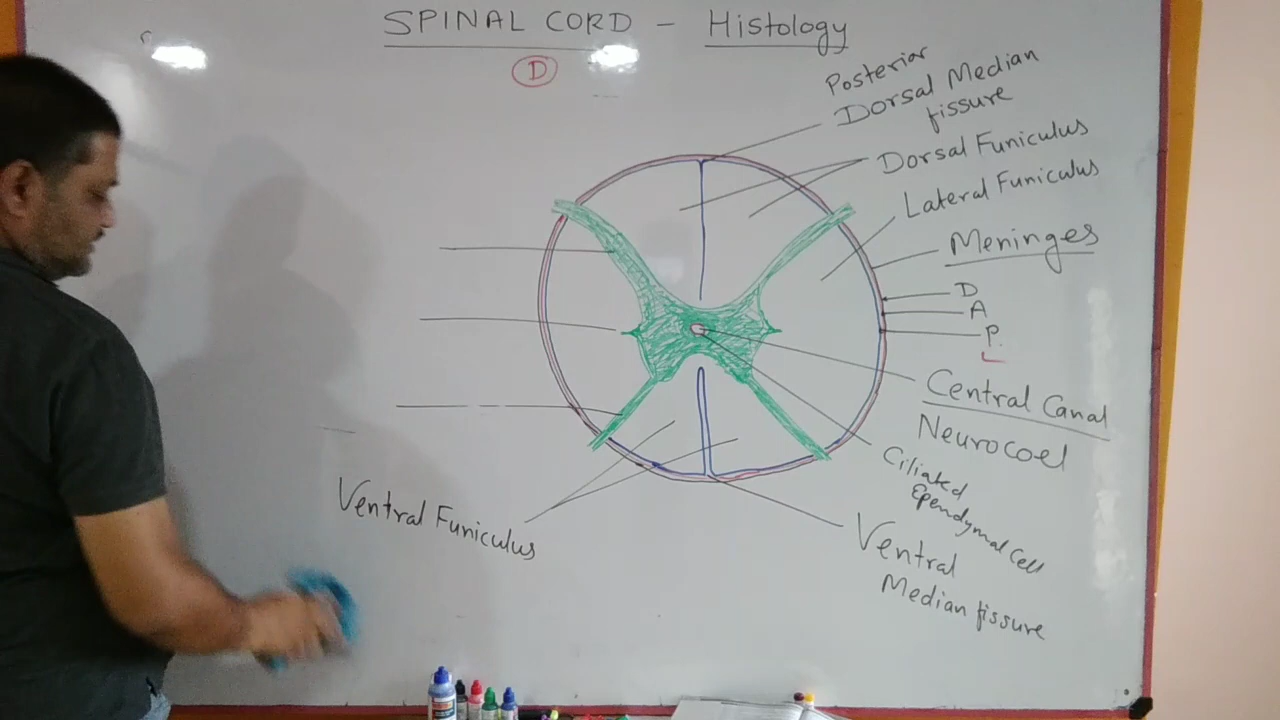 SPINAL CORD - Histology
D
Posterior
Dorsal Median
fissure
Dorsal Funiculus
Lateral Funiculus
Meninges
D
A
P.
Central Canal
Neurocoel
Ciliated
Ependymal Cell
Ventral Funiculus
Ventral
Median fissure